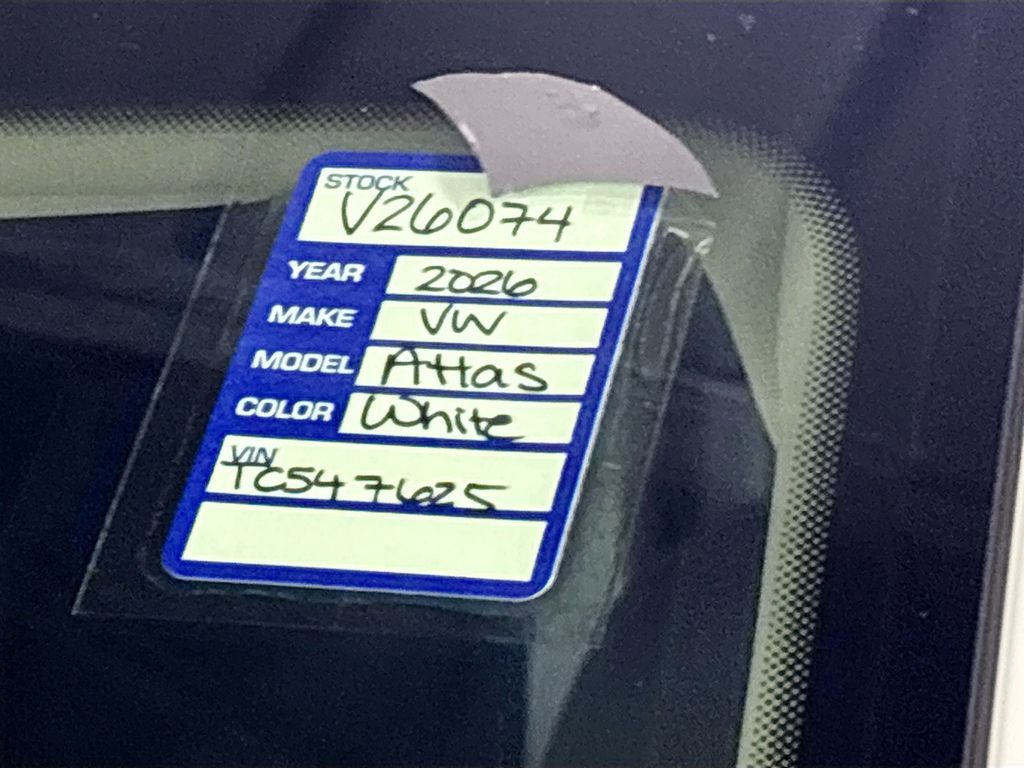 STOCK
V26074
YEAR 2026
MAKE VW
MODEL Atlas
COLOR White
VIN
TC547625